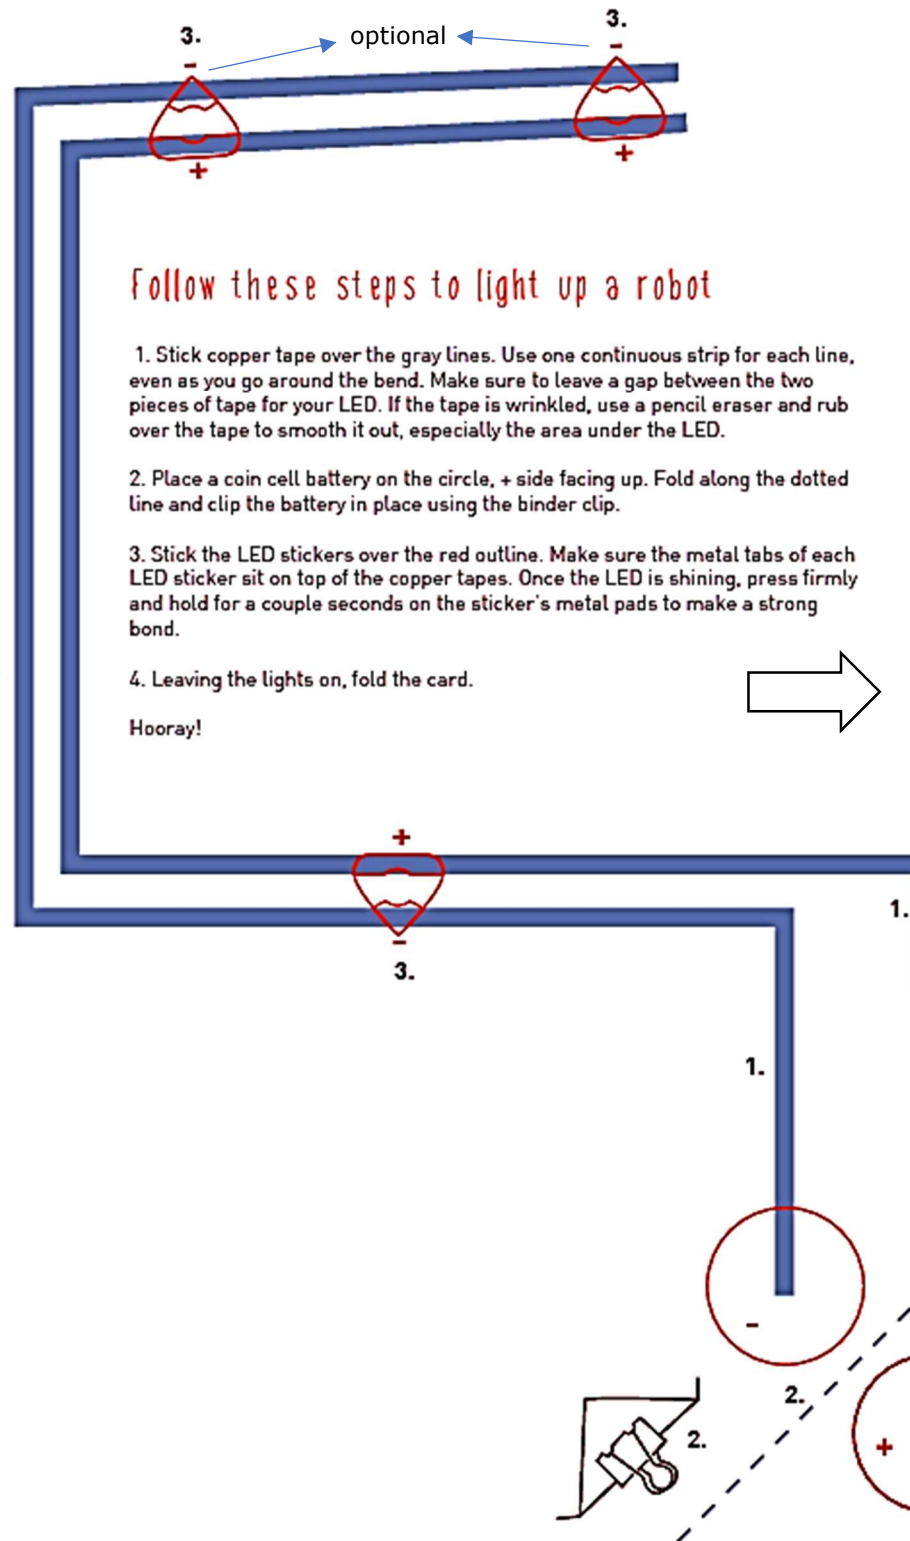 3.
optional
3.
-
-
+
+
Follow these steps to light up a robot
1. Stick copper tape over the gray lines. Use one continuous strip for each line,
even as you go around the bend. Make sure to leave a gap between the two
pieces of tape for your LED. If the tape is wrinkled, use a pencil eraser and rub
over the tape to smooth it out, especially the area under the LED.
2. Place a coin cell battery on the circle, + side facing up. Fold along the dotted
line and clip the battery in place using the binder clip.
3. Stick the LED stickers over the red outline. Make sure the metal tabs of each
LED sticker sit on top of the copper tapes. Once the LED is shining, press firmly
and hold for a couple seconds on the sticker's metal pads to make a strong
bond.
4. Leaving the lights on, fold the card.
Hooray!
+
1.
-
3.
1.
-
2.
2.
+